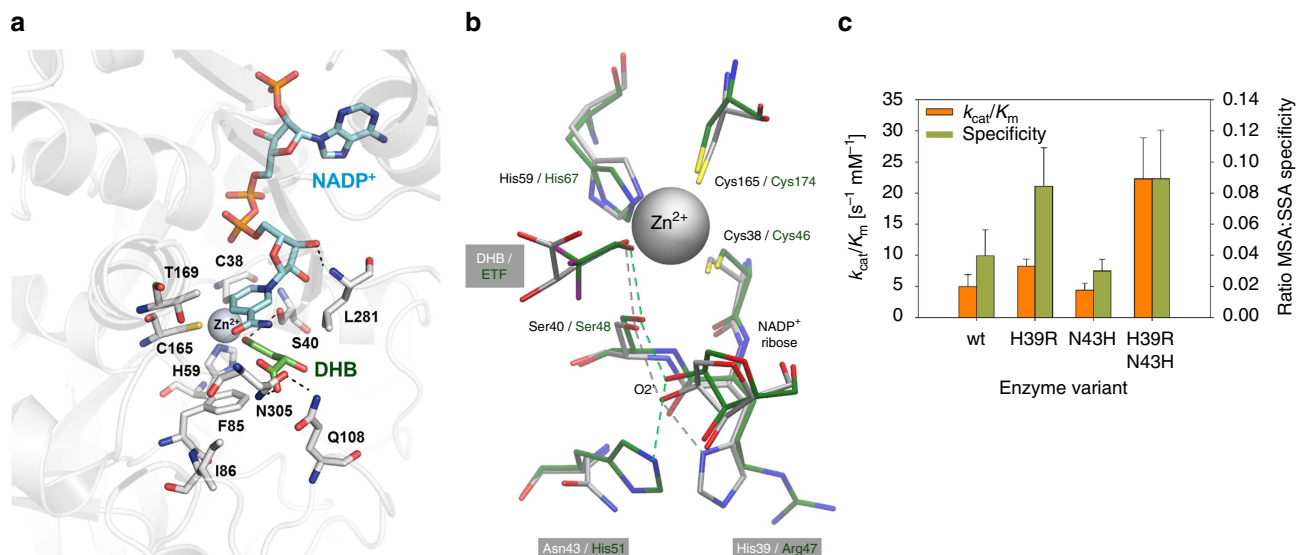 a
NADP+
C38
T169
Zn2+
L281
C165
S40
H59
DHB
N305
F85
Q108
I86
b
His59 / His67
Cys165 / Cys174
Zn2+
Cys38 / Cys46
DHB /
ETF
Ser40 / Ser48
NADP+
ribose
O2'
Asn43 / His51
His39 / Arg47
c
kcat/Km [s–1 mM–1]
35
30
25
20
15
10
5
0
kcat/Km
Specificity
0.14
0.12
0.10
0.08
0.06
0.04
0.02
0.00
Ratio MSA:SSA specificity
wt
H39R
N43H
H39R
N43H
Enzyme variant